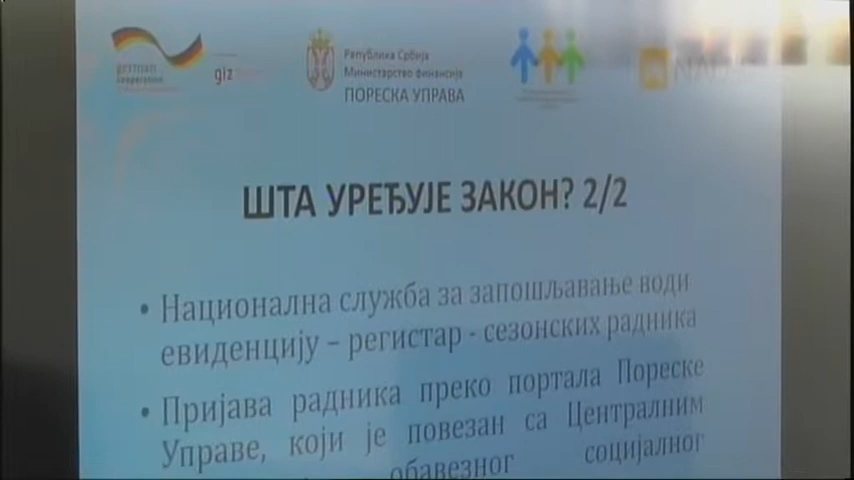 giz
Република Србија
Министарство финансија
ПОРЕСКА УПРАВА
ШТА УРЕЂУЈЕ ЗАКОН? 2/2
• Национална служба за запошљавање води
евиденцију – регистар - сезонских радника
• Пријава радника преко портала Пореске
Управе, који је повезан са Централним
обавезног социјалног